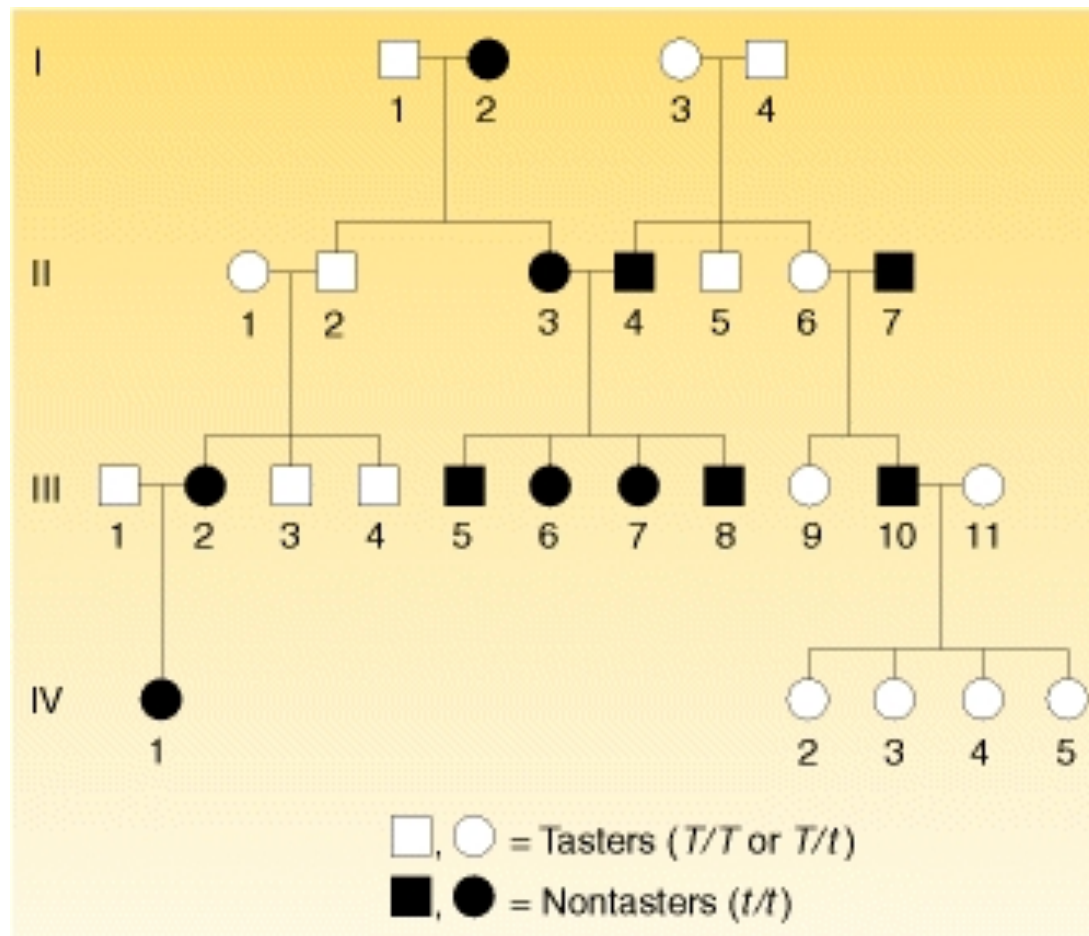 I
1 2 3 4
II
1 2 3 4 5 6 7
III
1 2 3 4 5 6 7 8 9 10 11
IV
1 2 3 4 5
, = Tasters (T/T or T/t)
, = Nontasters (t/t)